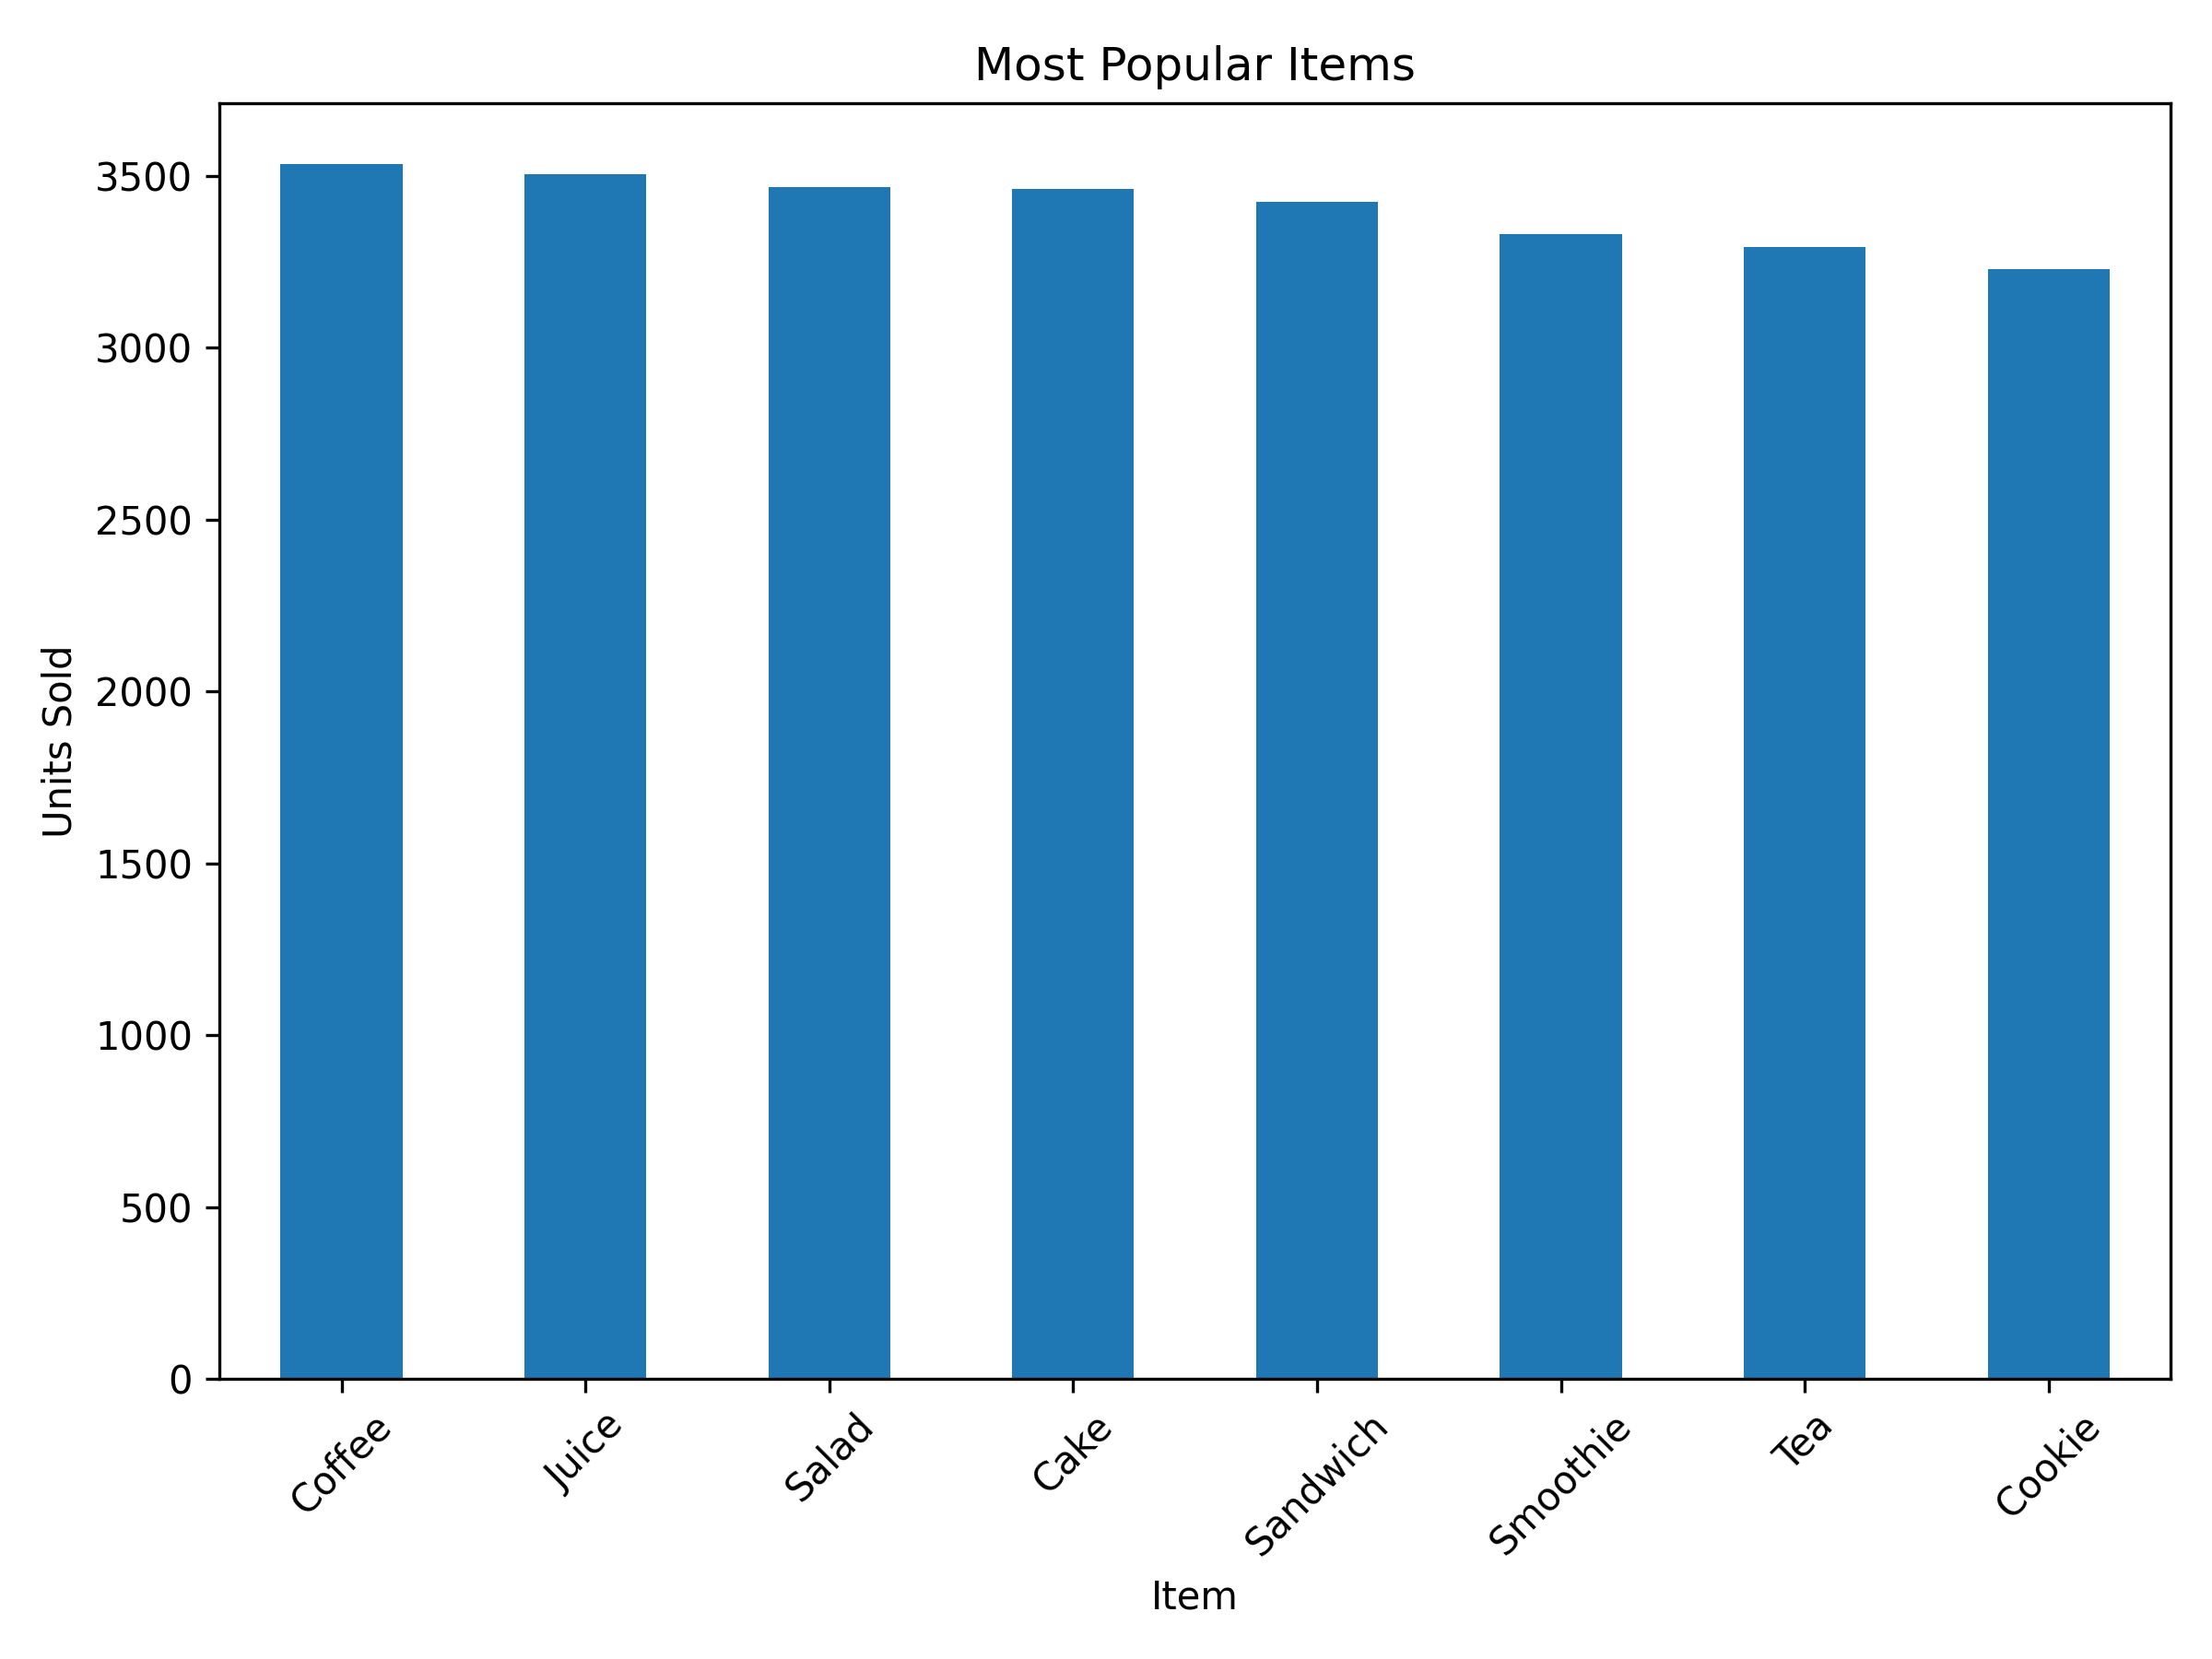 Most Popular Items
Units Sold
3500
3000
2500
2000
1500
1000
500
0
Coffee
Juice
Salad
Cake
Sandwich
Smoothie
Tea
Cookie
Item